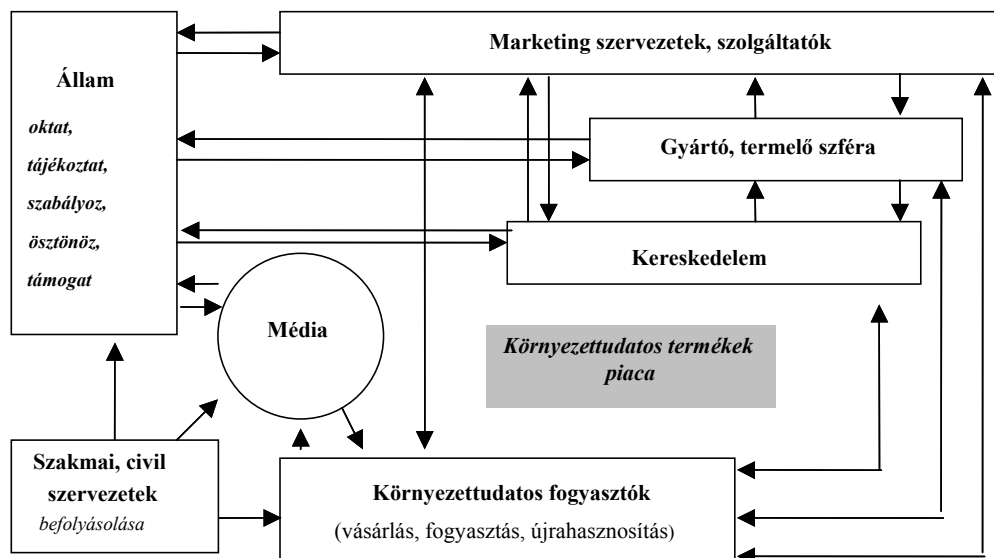 Marketing szervezetek, szolgáltatók
Állam
oktat,
tájékoztat,
szabályoz,
ösztönöz,
támogat
Gyártó, termelő szféra
Kereskedelem
Média
Környezettudatos termékek
piaca
Szakmai, civil
szervezetek
befolyásolása
Környezettudatos fogyasztók
(vásárlás, fogyasztás, újrahasznosítás)